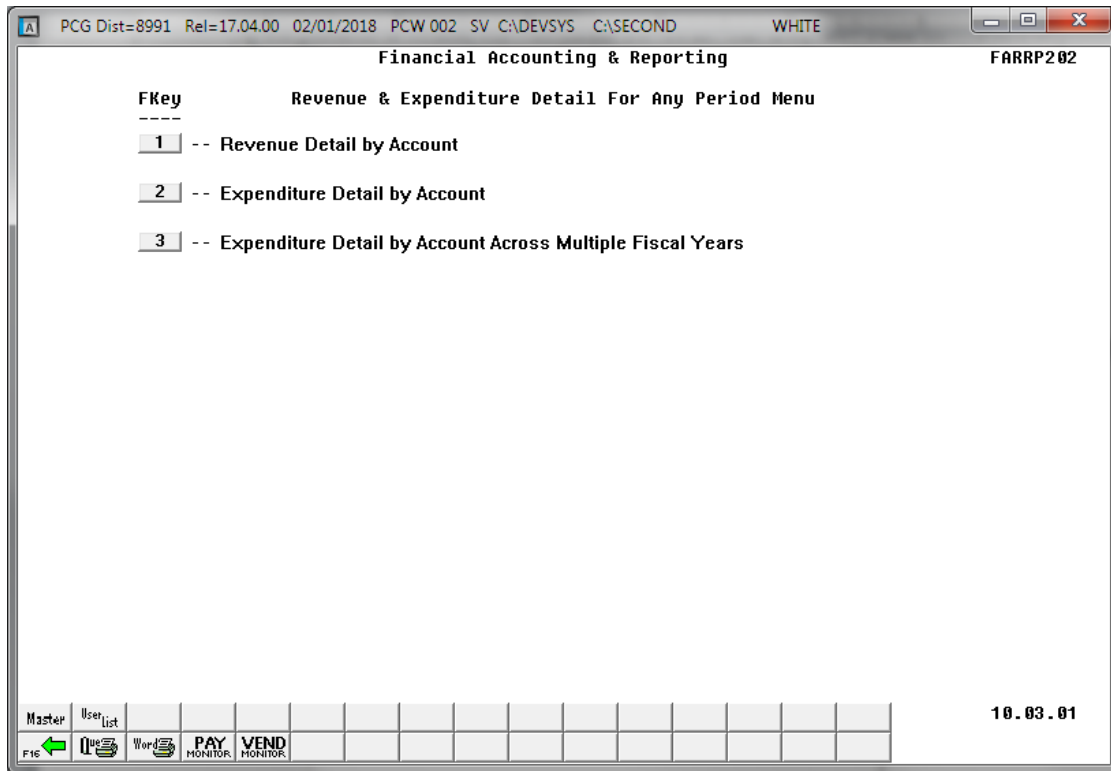 A PCG Dist=8991 Rel=17.04.00 02/01/2018 PCW 002 SV C:\DEVSYS C:\SECOND WHITE
Financial Accounting & Reporting FARRP202
FKey Revenue & Expenditure Detail For Any Period Menu
----
1 -- Revenue Detail by Account
2 -- Expenditure Detail by Account
3 -- Expenditure Detail by Account Across Multiple Fiscal Years
Master User List 10.03.01
F16 Que Word PAY MONITOR VEND MONITOR